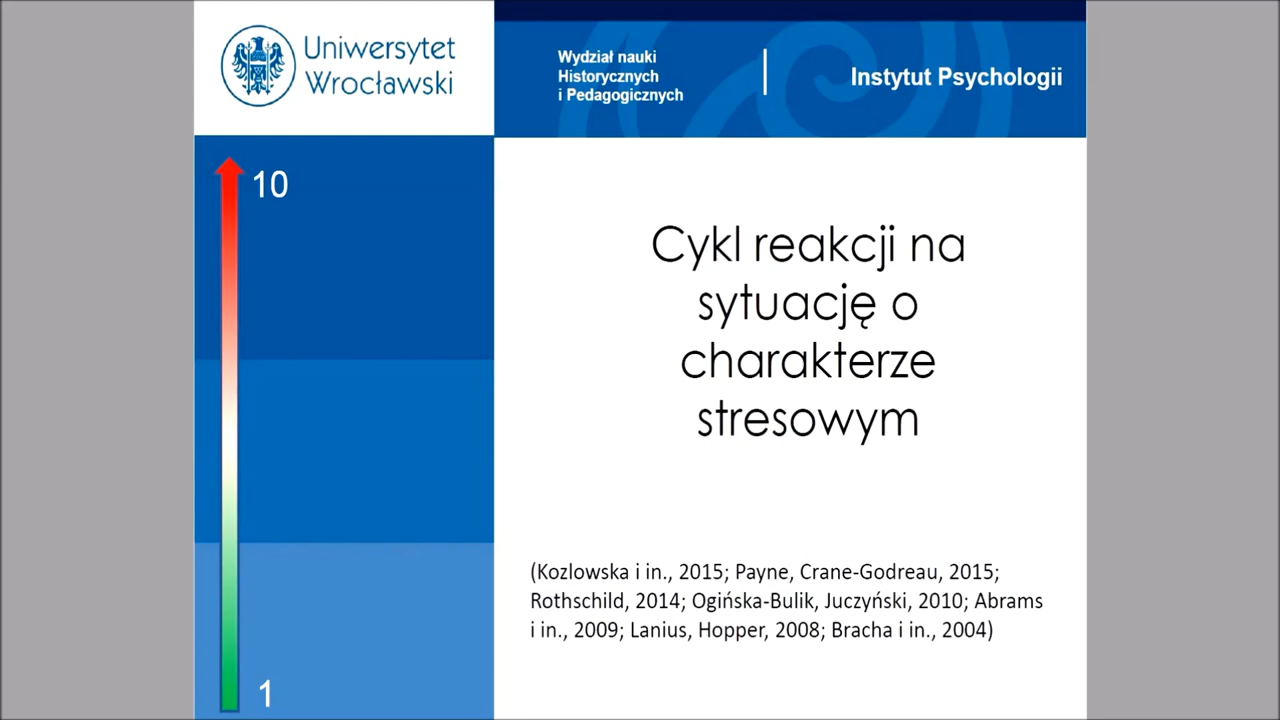 Uniwersytet
Wrocławski
Wydział nauki
Historycznych
i Pedagogicznych
Instytut Psychologii
10
Cykl reakcji na
sytuację o
charakterze
stresowym
(Kozlowska i in., 2015; Payne, Crane-Godreau, 2015;
Rothschild, 2014; Ogińska-Bulik, Juczyński, 2010; Abrams
i in., 2009; Lanius, Hopper, 2008; Bracha i in., 2004)
1